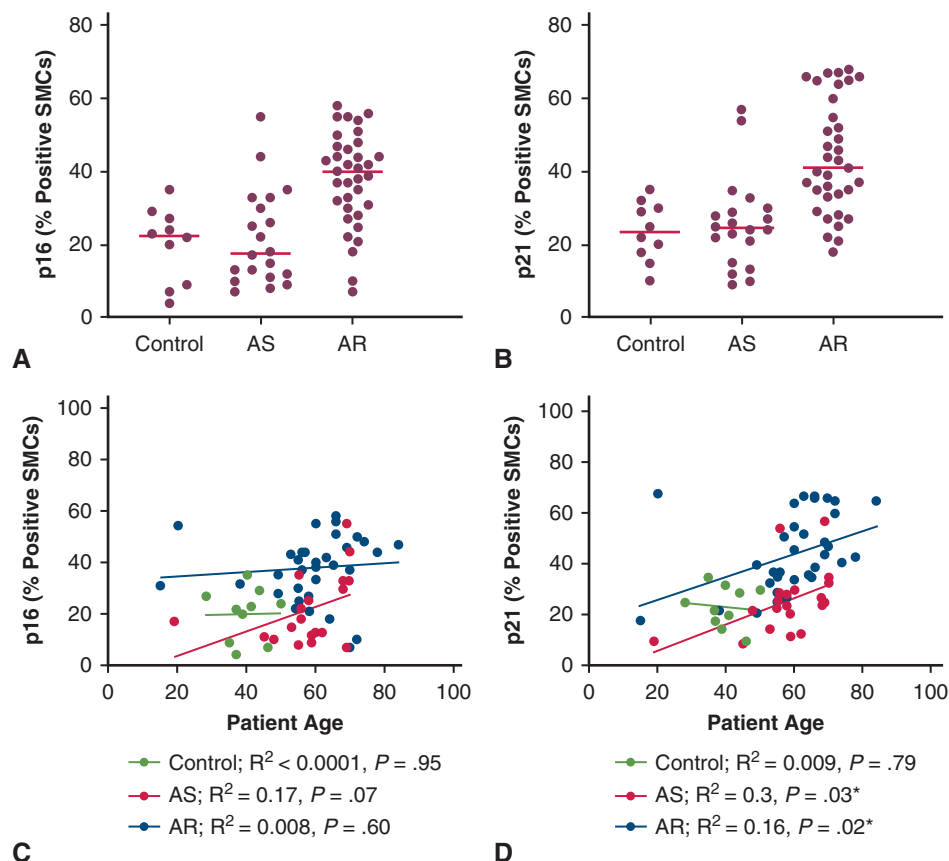 80
60
40
20
0
p16 (% Positive SMCs)
Control AS AR
A
80
60
40
20
0
p21 (% Positive SMCs)
Control AS AR
B
100
80
60
40
20
0
p16 (% Positive SMCs)
0 20 40 60 80 100
Patient Age
Control; R² < 0.0001, P = .95
AS; R² = 0.17, P = .07
AR; R² = 0.008, P = .60
C
100
80
60
40
20
0
p21 (% Positive SMCs)
0 20 40 60 80 100
Patient Age
Control; R² = 0.009, P = .79
AS; R² = 0.3, P = .03*
AR; R² = 0.16, P = .02*
D